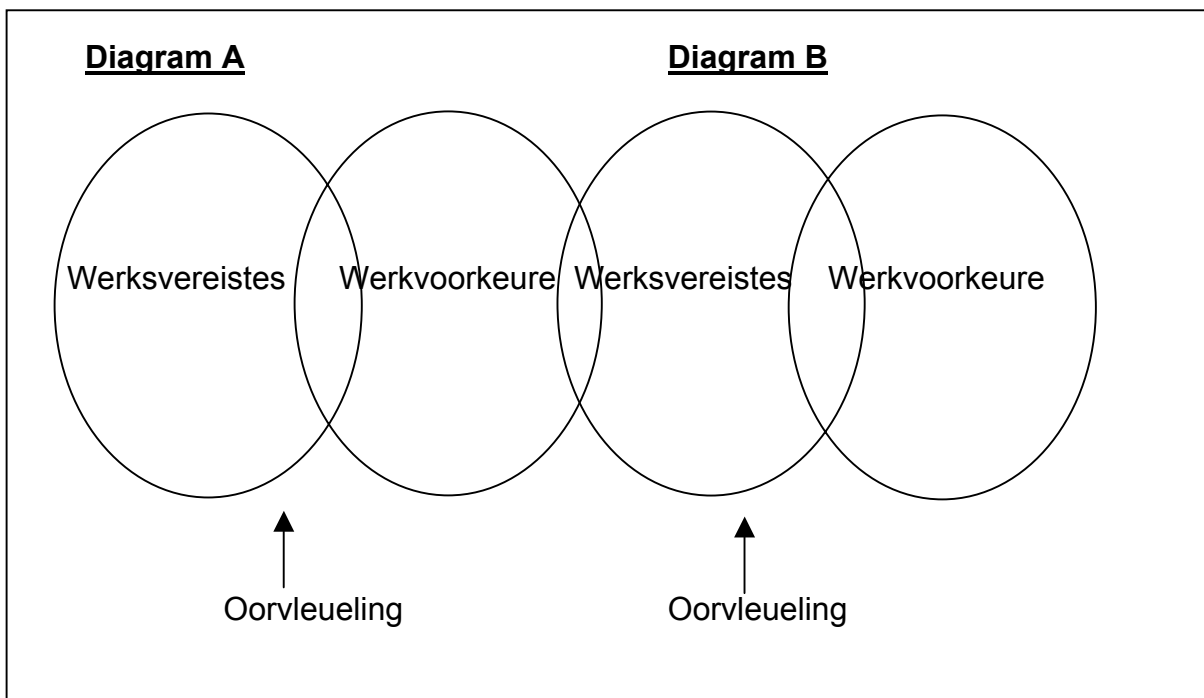 Diagram A Diagram B
Werksvereistes Werkvoorkeure Werksvereistes Werkvoorkeure
Oorvleueling Oorvleueling